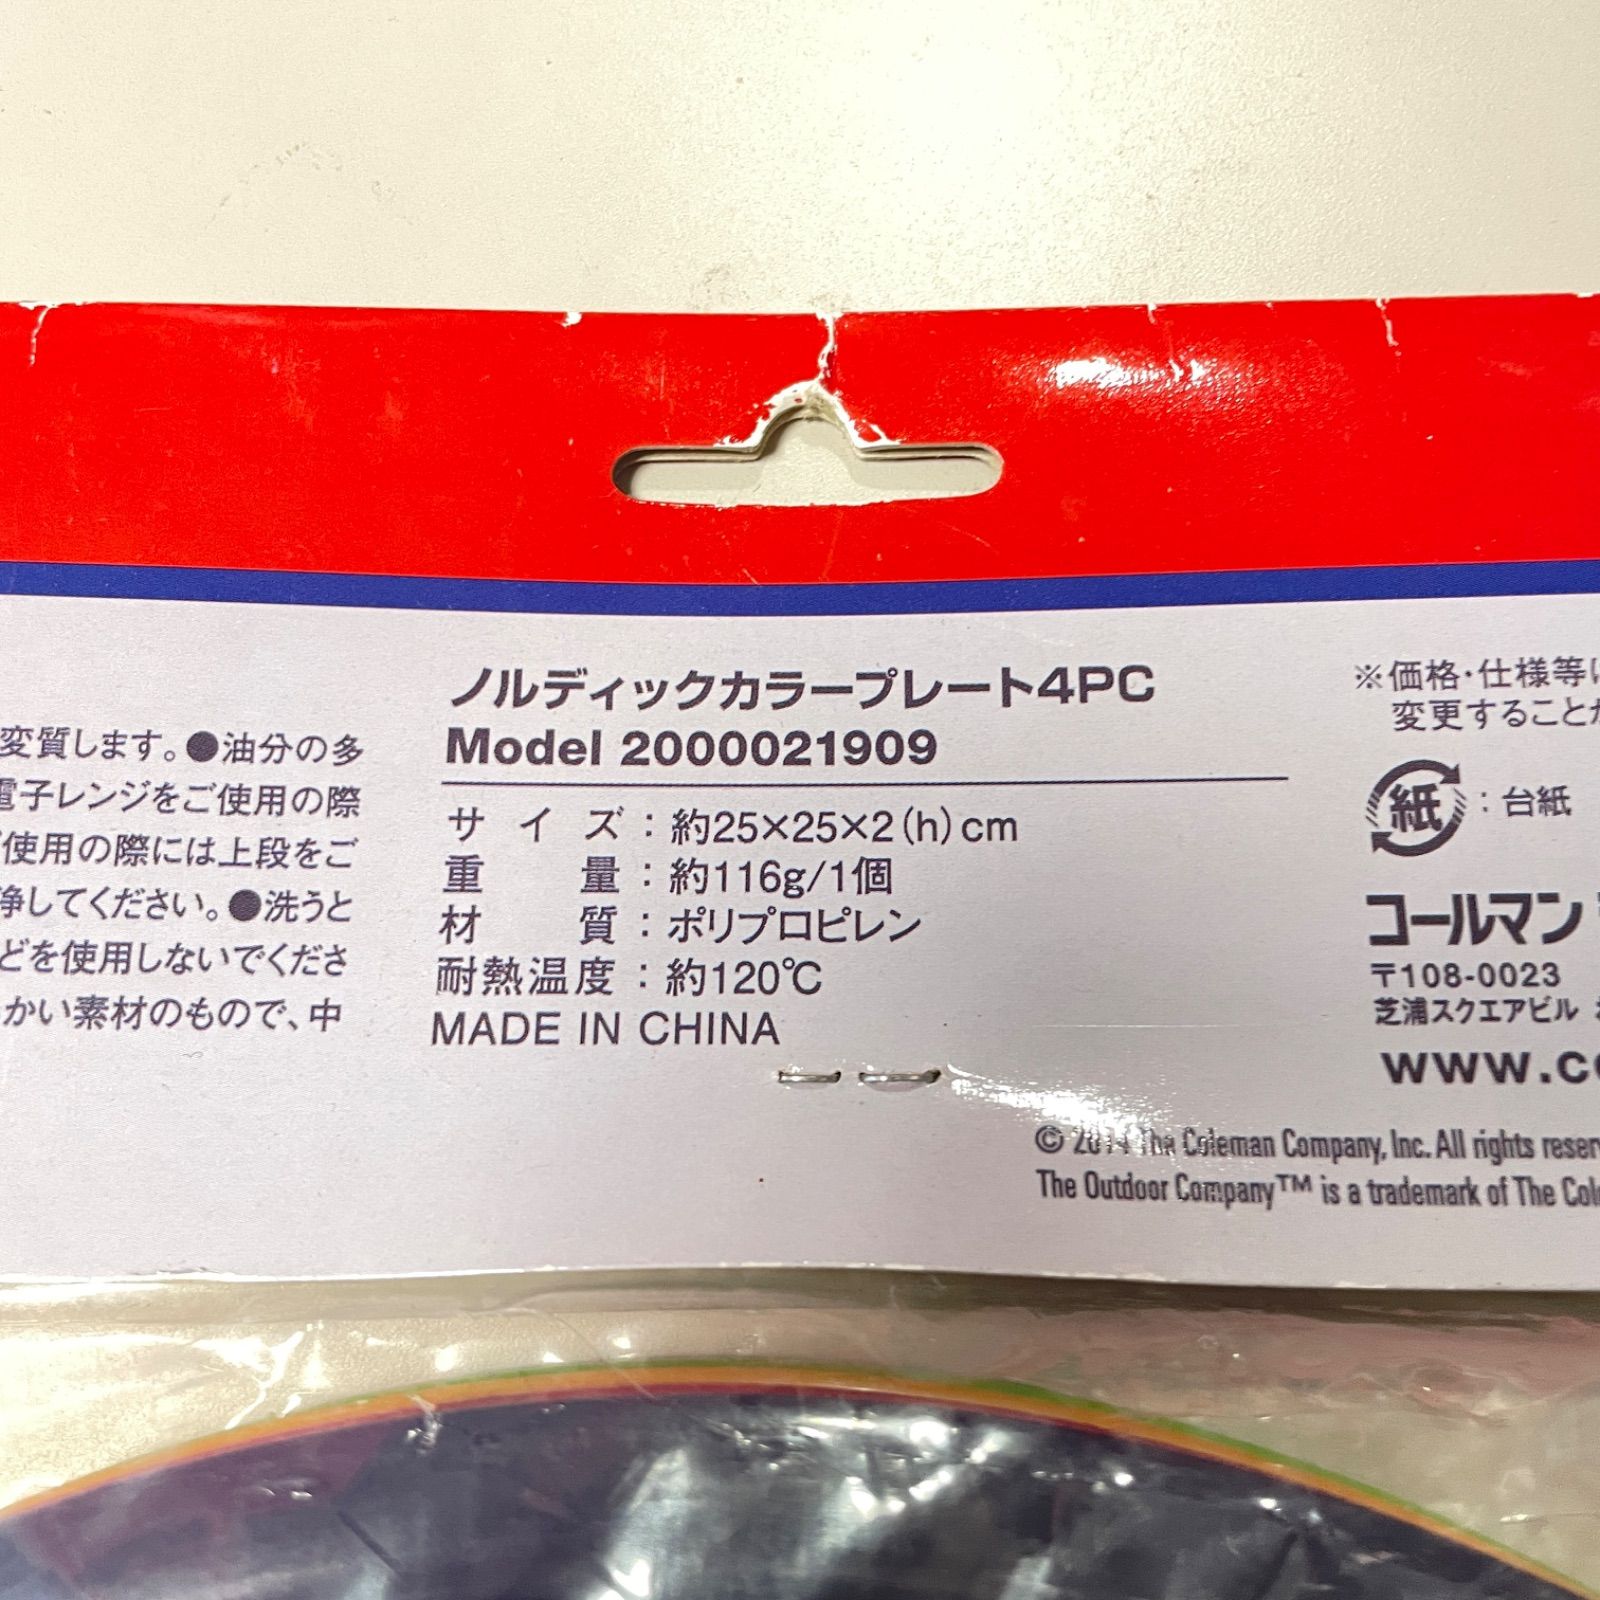 変質します。●油分の多
電子レンジをご使用の際
使用の際には上段をご
浄してください。●洗うと
どを使用しないでくださ
かい素材のもので、中
ノルディックカラープレート4PC
Model 2000021909
サイズ：約25×25×2(h)cm
重量：約116g/1個
材質：ポリプロピレン
耐熱温度：約120℃
MADE IN CHINA
※価格・仕様等
変更すること
紙：台紙
コールマン
〒108-0023
芝浦スクエアビル
www.c
© 2014 The Coleman Company, Inc. All rights reser
The Outdoor Company™ is a trademark of The Col